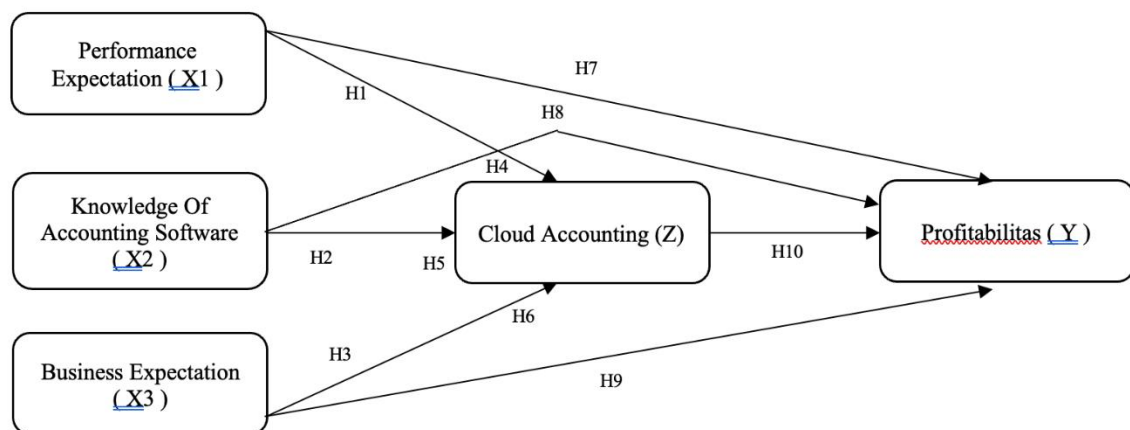 Performance
Expectation ( X1 )
H7
H1
H8
H4
Knowledge Of
Accounting Software
( X2 )
Cloud Accounting (Z)
Profitabilitas ( Y )
H2
H5
H10
H6
H3
Business Expectation
( X3 )
H9